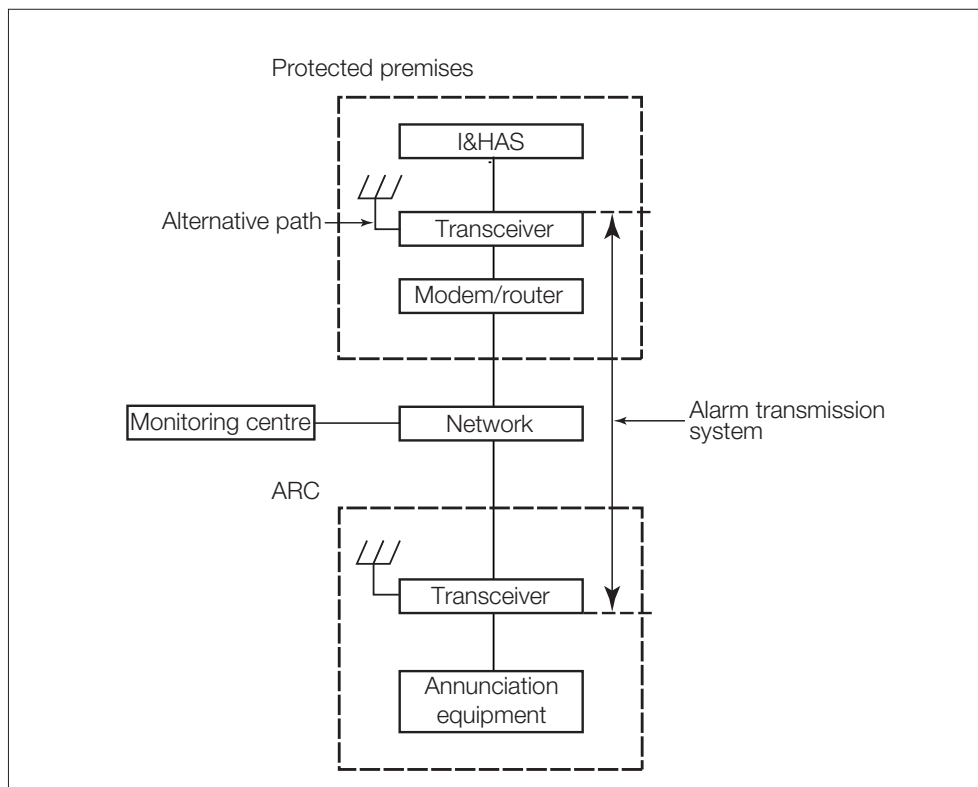 Protected premises
I&HAS
Alternative path
Transceiver
Modem/router
Monitoring centre
Network
Alarm transmission
system
ARC
Transceiver
Annunciation
equipment